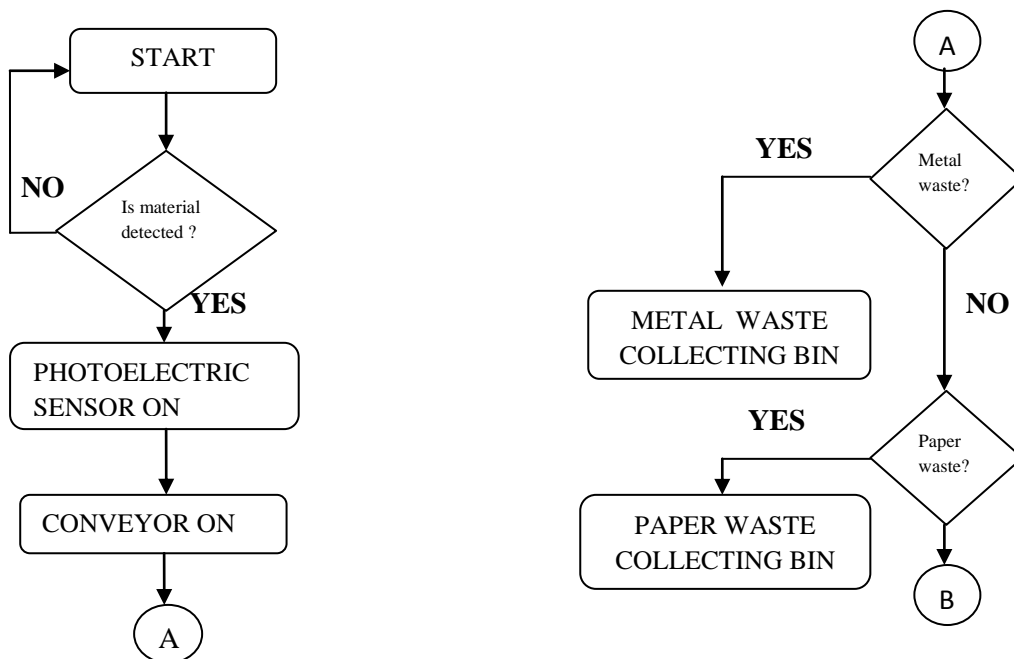 START
NO
Is material
detected ?
YES
PHOTOELECTRIC
SENSOR ON
CONVEYOR ON
A
A
YES
Metal
waste?
NO
METAL WASTE
COLLECTING BIN
YES
Paper
waste?
PAPER WASTE
COLLECTING BIN
B